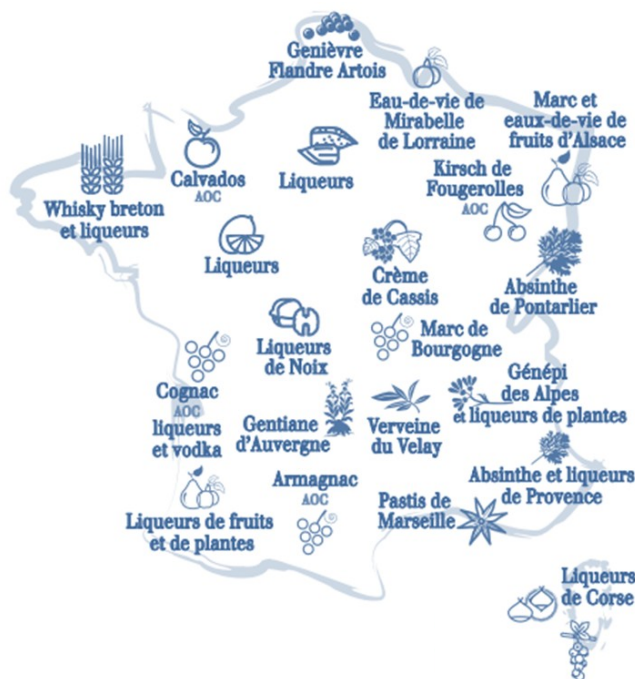 Genièvre
Flandre Artois
Eau-de-vie de
Mirabelle
de Lorraine
Marc et
eaux-de-vie de
fruits d'Alsace
Whisky breton
et liqueurs
Calvados
AOC
Liqueurs
Kirsch de
Fougerolles
AOC
Liqueurs
Crème
de Cassis
Absinthe
de Pontarlier
Liqueurs
de Noix
Marc de
Bourgogne
Cognac
AOC
liqueurs
et vodka
Gentiane
d'Auvergne
Verveine
du Velay
Génépi
des Alpes
et liqueurs de plantes
Liqueurs de fruits
et de plantes
Armagnac
AOC
Pastis de
Marseille
Absinthe et liqueurs
de Provence
Liqueurs
de Corse